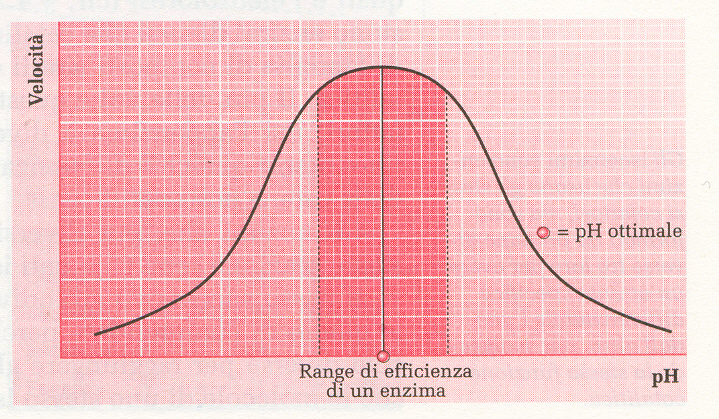 Velocità
= pH ottimale
Range di efficienza
di un enzima
pH